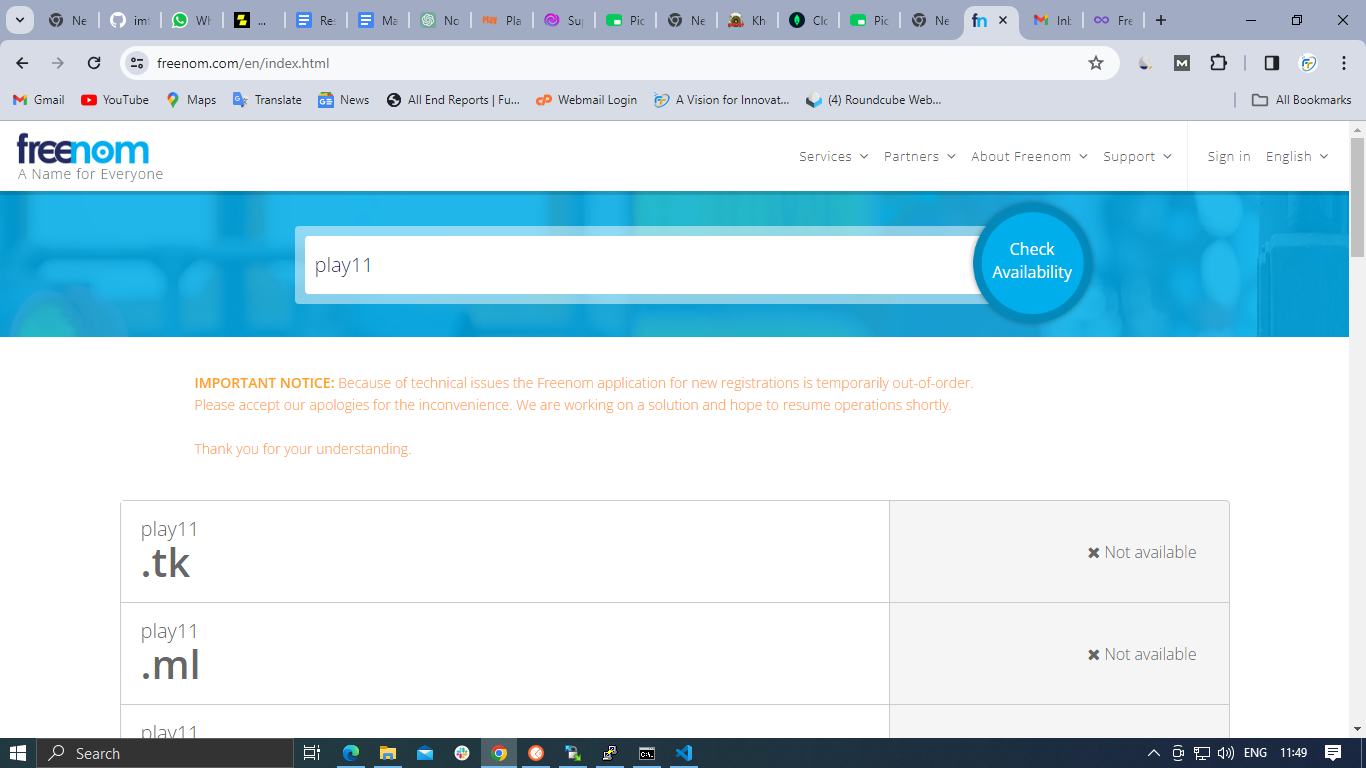 Ne
imt
Wh
...
Re
Ma
No
Pla
Su
Pic
Ne
Kh
Clo
Pic
Ne
fn
Inb
Fre
freenom.com/en/index.html
Gmail
YouTube
Maps
Translate
News
All End Reports | Fu...
Webmail Login
A Vision for Innovat...
(4) Roundcube Web...
All Bookmarks
freenom
A Name for Everyone
Services
Partners
About Freenom
Support
Sign in
English
play11
Check
Availability
IMPORTANT NOTICE: Because of technical issues the Freenom application for new registrations is temporarily out-of-order.
Please accept our apologies for the inconvenience. We are working on a solution and hope to resume operations shortly.
Thank you for your understanding.
play11
.tk
Not available
play11
.ml
Not available
play11
Search
ENG
11:49